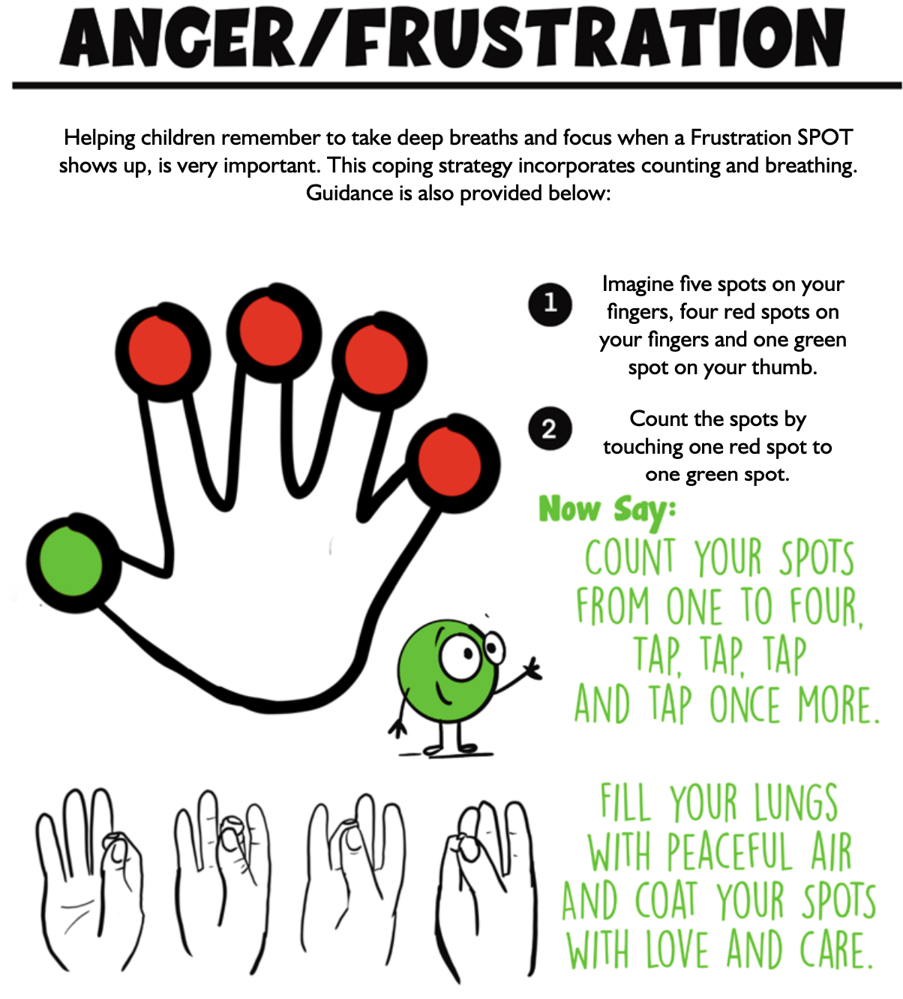 ANGER/FRUSTRATION
Helping children remember to take deep breaths and focus when a Frustration SPOT
shows up, is very important. This coping strategy incorporates counting and breathing.
Guidance is also provided below:
1
Imagine five spots on your
fingers, four red spots on
your fingers and one green
spot on your thumb.
2
Count the spots by
touching one red spot to
one green spot.
Now Say:
COUNT YOUR SPOTS
FROM ONE TO FOUR,
TAP, TAP, TAP
AND TAP ONCE MORE.
FILL YOUR LUNGS
WITH PEACEFUL AIR
AND COAT YOUR SPOTS
WITH LOVE AND CARE.